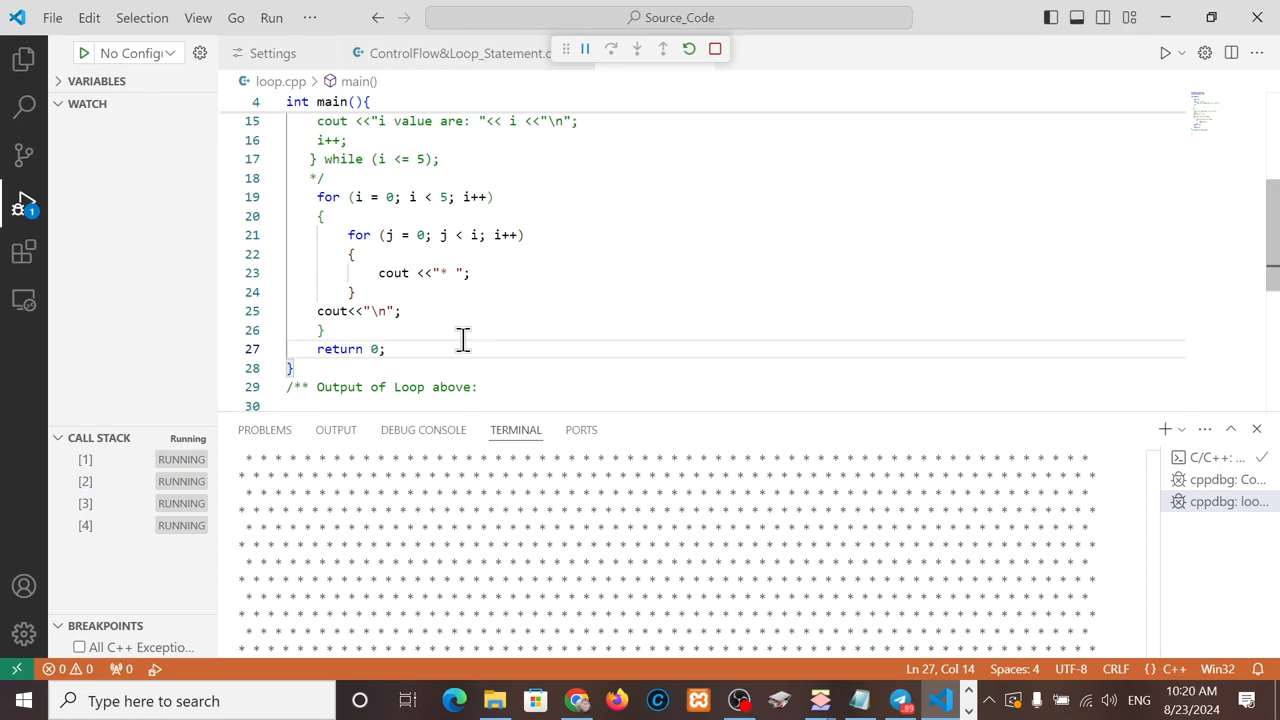 File Edit Selection View Go Run ··· Source_Code
No Config Settings ControlFlow&Loop_Statement.c
VARIABLES
WATCH
loop.cpp > main()
4 int main(){
15 cout <<"i value are: "<< i <<"\n";
16 i++;
17 } while (i <= 5);
18 */
19 for (i = 0; i < 5; i++)
20 {
21 for (j = 0; j < i; i++)
22 {
23 cout <<"* ";
24 }
25 cout<<"\n";
26 }
27 return 0;
28 }
29 /** Output of Loop above:
30
CALL STACK Running
[1] RUNNING
[2] RUNNING
[3] RUNNING
[4] RUNNING
BREAKPOINTS
All C++ Exceptio...
1
PROBLEMS OUTPUT DEBUG CONSOLE TERMINAL PORTS
* * * * * * * * * * * * * * * * * * * * * * * * * * * * * * * * * * * * * * * * * * * * * * * * * * * * * * * * * *
* * * * * * * * * * * * * * * * * * * * * * * * * * * * * * * * * * * * * * * * * * * * * * * * * * * * * * * * * * *
* * * * * * * * * * * * * * * * * * * * * * * * * * * * * * * * * * * * * * * * * * * * * * * * * * * * * * * * * *
* * * * * * * * * * * * * * * * * * * * * * * * * * * * * * * * * * * * * * * * * * * * * * * * * * * * * * * * * * *
* * * * * * * * * * * * * * * * * * * * * * * * * * * * * * * * * * * * * * * * * * * * * * * * * * * * * * * * * *
* * * * * * * * * * * * * * * * * * * * * * * * * * * * * * * * * * * * * * * * * * * * * * * * * * * * * * * * * * *
* * * * * * * * * * * * * * * * * * * * * * * * * * * * * * * * * * * * * * * * * * * * * * * * * * * * * * * * * *
* * * * * * * * * * * * * * * * * * * * * * * * * * * * * * * * * * * * * * * * * * * * * * * * * * * * * * * * * * *
* * * * * * * * * * * * * * * * * * * * * * * * * * * * * * * * * * * * * * * * * * * * * * * * * * * * * * * * * *
* * * * * * * * * * * * * * * * * * * * * * * * * * * * * * * * * * * * * * * * * * * * * * * * * * * * * * * * * * *
* * * * * * * * * * * * * * * * * * * * * * * * * * * * * * * * * * * * * * * * * * * * * * * * * * * * * * * * * *
* * * * * * * * * * * * * * * * * * * * * * * * * * * * * * * * * * * * * * * * * * * * * * * * * * * * * * * * * * *
C/C++: ...
cppdbg: Co...
cppdbg: loo...
0 0 0 Ln 27, Col 14 Spaces: 4 UTF-8 CRLF {} C++ Win32
Type here to search 89 ENG 10:20 AM
8/23/2024